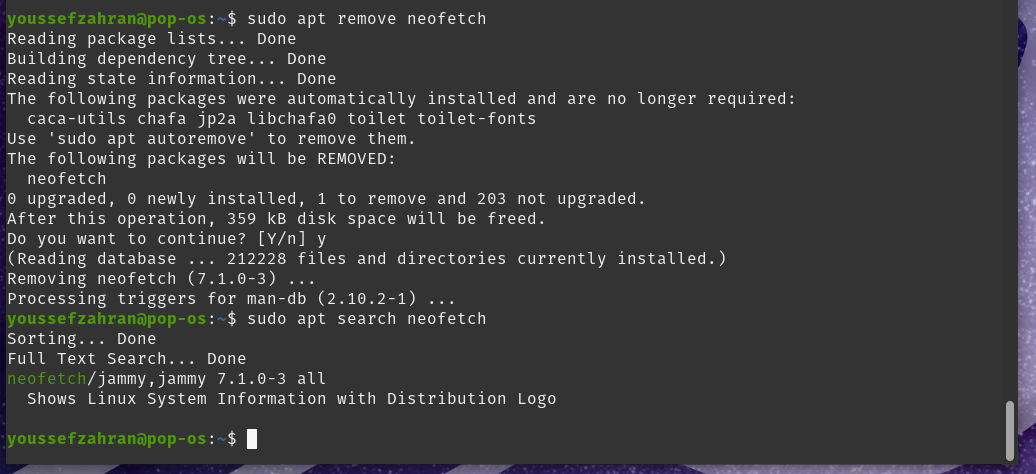 youssefzahran@pop-os:~$ sudo apt remove neofetch
Reading package lists... Done
Building dependency tree... Done
Reading state information... Done
The following packages were automatically installed and are no longer required:
  caca-utils chafa jp2a libchafa0 toilet toilet-fonts
Use 'sudo apt autoremove' to remove them.
The following packages will be REMOVED:
  neofetch
0 upgraded, 0 newly installed, 1 to remove and 203 not upgraded.
After this operation, 359 kB disk space will be freed.
Do you want to continue? [Y/n] y
(Reading database ... 212228 files and directories currently installed.)
Removing neofetch (7.1.0-3) ...
Processing triggers for man-db (2.10.2-1) ...
youssefzahran@pop-os:~$ sudo apt search neofetch
Sorting... Done
Full Text Search... Done
neofetch/jammy,jammy 7.1.0-3 all
  Shows Linux System Information with Distribution Logo
youssefzahran@pop-os:~$